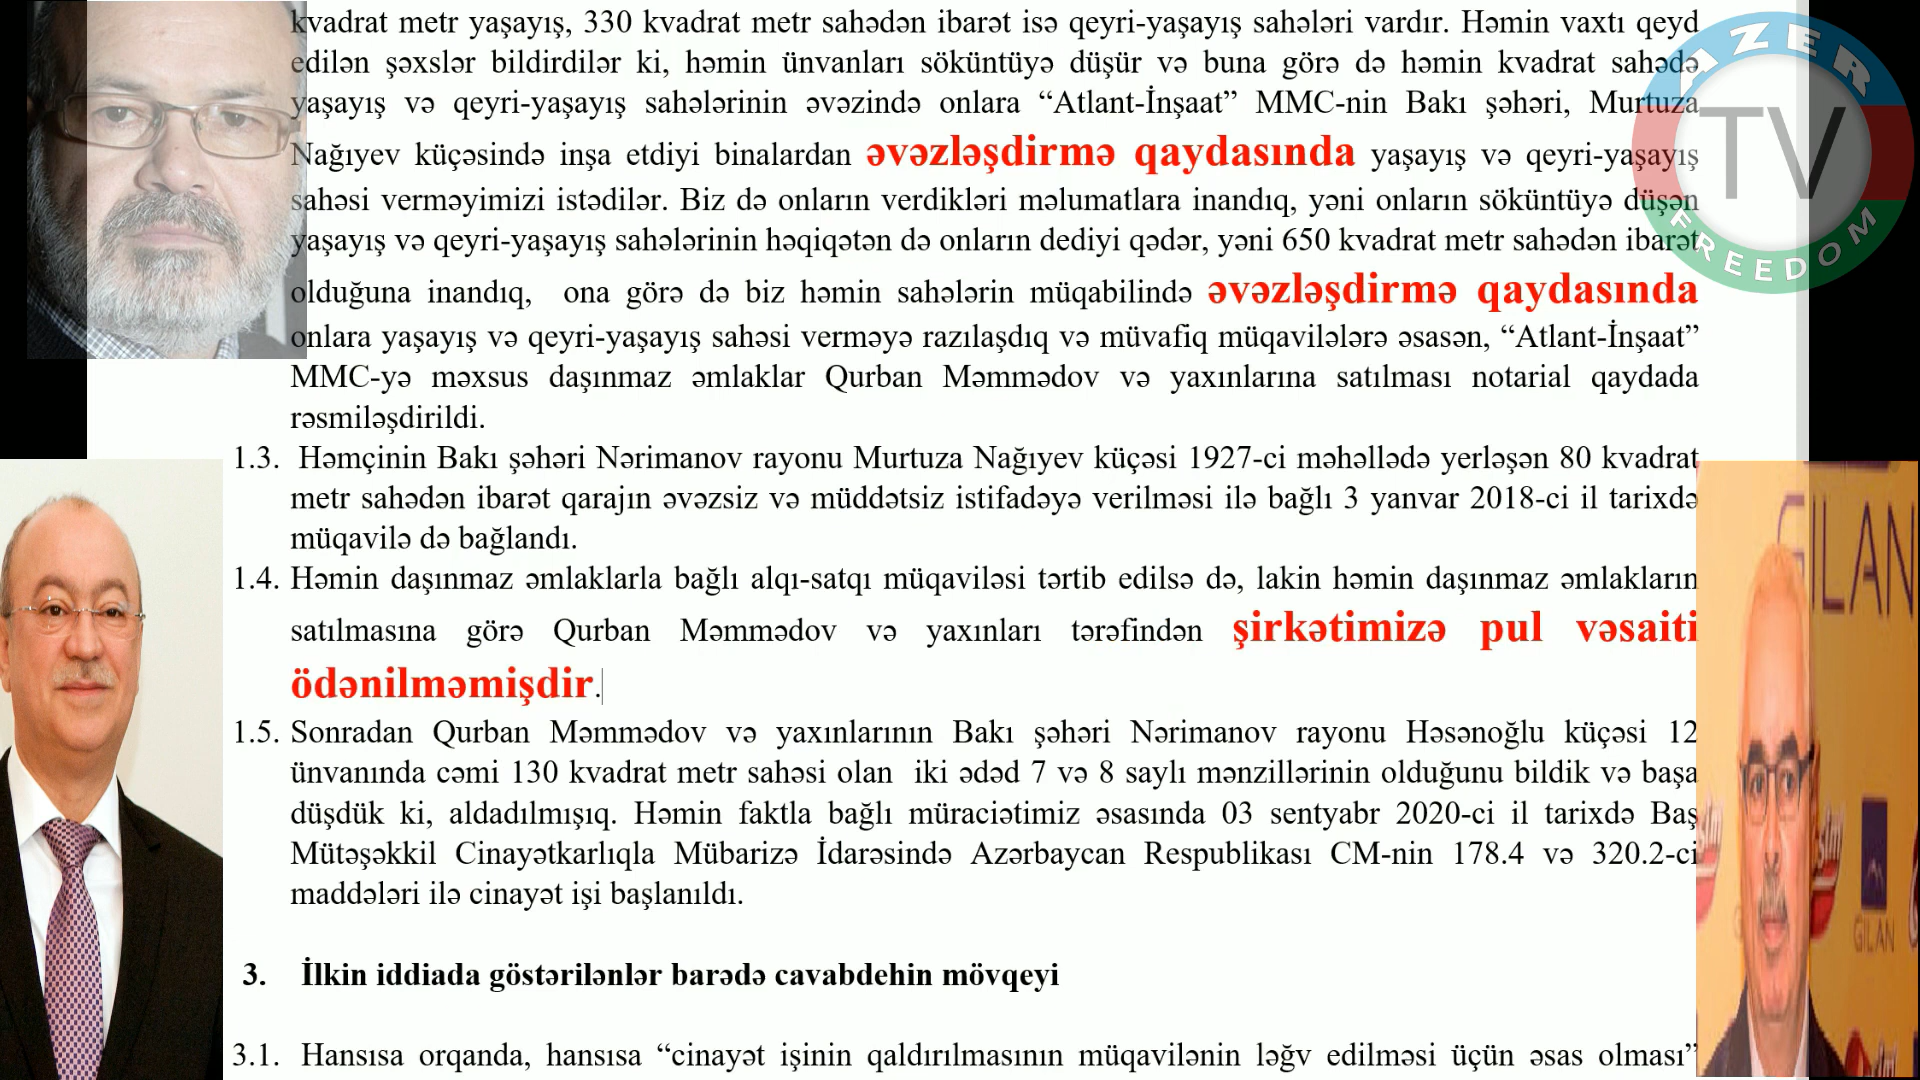 kvadrat metr yaşayış, 330 kvadrat metr sahədən ibarət isə qeyri-yaşayış sahələri vardır. Həmin vaxtı qeyd
edilən şəxslər bildirdilər ki, həmin ünvanları söküntüyə düşür və buna görə də həmin kvadrat sahədə
yaşayış və qeyri-yaşayış sahələrinin əvəzində onlara “Atlant-İnşaat” MMC-nin Bakı şəhəri, Murtuza
Nağıyev küçəsində inşa etdiyi binalardan əvəzləşdirmə qaydasında yaşayış və qeyri-yaşayış
sahəsi verməyimizi istədilər. Biz də onların verdikləri məlumatlara inandıq, yəni onların söküntüyə düşən
yaşayış və qeyri-yaşayış sahələrinin həqiqətən də onların dediyi qədər, yəni 650 kvadrat metr sahədən ibarət
olduğuna inandıq, ona görə də biz həmin sahələrin müqabilində əvəzləşdirmə qaydasında
onlara yaşayış və qeyri-yaşayış sahəsi verməyə razılaşdıq və müvafiq müqavilələrə əsasən, “Atlant-İnşaat”
MMC-yə məxsus daşınmaz əmlaklar Qurban Məmmədov və yaxınlarına satılması notarial qaydada
rəsmiləşdirildi.
1.3. Həmçinin Bakı şəhəri Nərimanov rayonu Murtuza Nağıyev küçəsi 1927-ci məhəllədə yerləşən 80 kvadrat
metr sahədən ibarət qarajın əvəzsiz və müddətsiz istifadəyə verilməsi ilə bağlı 3 yanvar 2018-ci il tarixdə
müqavilə də bağlandı.
1.4. Həmin daşınmaz əmlaklarla bağlı alqı-satqı müqaviləsi tərtib edilsə də, lakin həmin daşınmaz əmlakların
satılmasına görə Qurban Məmmədov və yaxınları tərəfindən şirkətimizə pul vəsaiti
ödənilməmişdir.
1.5. Sonradan Qurban Məmmədov və yaxınlarının Bakı şəhəri Nərimanov rayonu Həsənoğlu küçəsi 12
ünvanında cəmi 130 kvadrat metr sahəsi olan iki ədəd 7 və 8 saylı mənzillərinin olduğunu bildik və başa
düşdük ki, aldadılmışıq. Həmin faktla bağlı müraciətimiz əsasında 03 sentyabr 2020-ci il tarixdə Baş
Mütəşəkkil Cinayətkarlıqla Mübarizə İdarəsində Azərbaycan Respublikası CM-nin 178.4 və 320.2-ci
maddələri ilə cinayət işi başlanıldı.
3. İlkin iddiada göstərilənlər barədə cavabdehin mövqeyi
3.1. Hansısa orqanda, hansısa “cinayət işinin qaldırılmasının müqavilənin ləğv edilməsi üçün əsas olması”
AZER
TV
FREEDOM
GILAN
GILAN